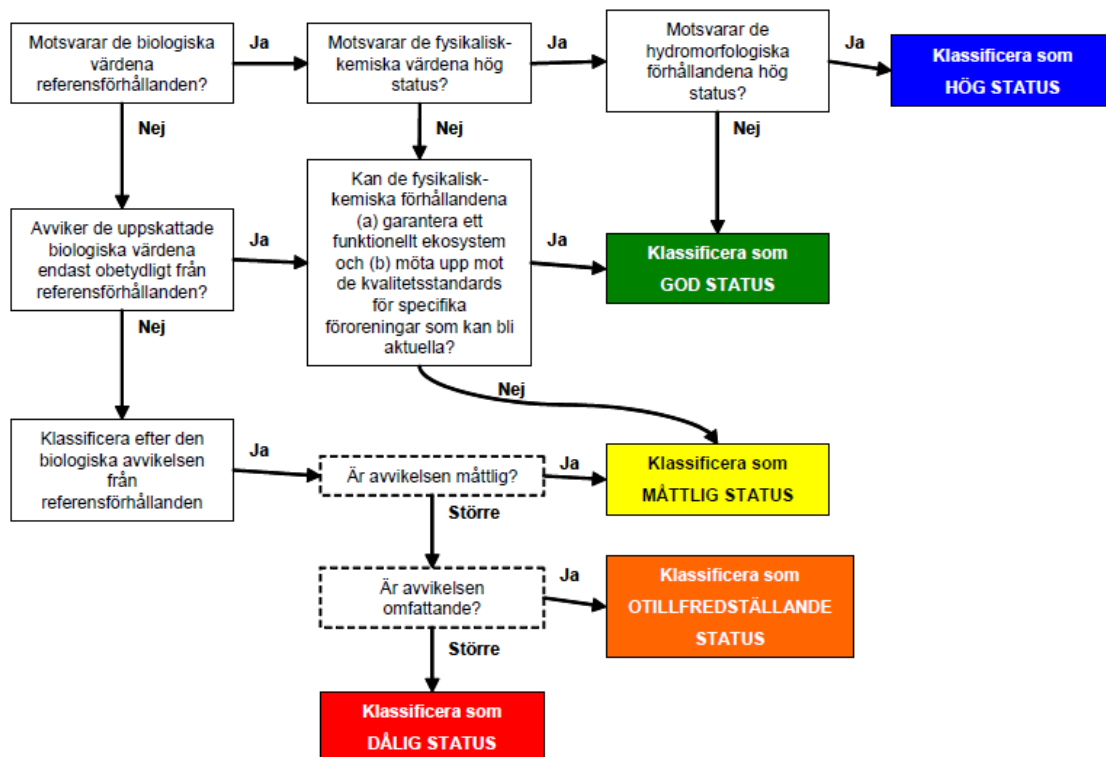 Motsvarar de biologiska
värdena
referensförhållanden?
Ja
Motsvarar de fysikalisk-
kemiska värdena hög
status?
Ja
Motsvarar de
hydromorfologiska
förhållandena hög
status?
Ja
Klassificera som
HÖG STATUS
Nej
Nej
Nej
Avviker de uppskattade
biologiska värdena
endast obetydligt från
referensförhållanden?
Ja
Kan de fysikalisk-
kemiska förhållandena
(a) garantera ett
funktionellt ekosystem
och (b) möta upp mot
de kvalitetsstandards
för specifika
föroreningar som kan bli
aktuella?
Ja
Klassificera som
GOD STATUS
Nej
Nej
Klassificera efter den
biologiska avvikelsen
från
referensförhållanden
Ja
Är avvikelsen måttlig?
Ja
Klassificera som
MÅTTLIG STATUS
Större
Är avvikelsen
omfattande?
Ja
Klassificera som
OTILLFREDSTÄLLANDE
STATUS
Större
Klassificera som
DÅLIG STATUS